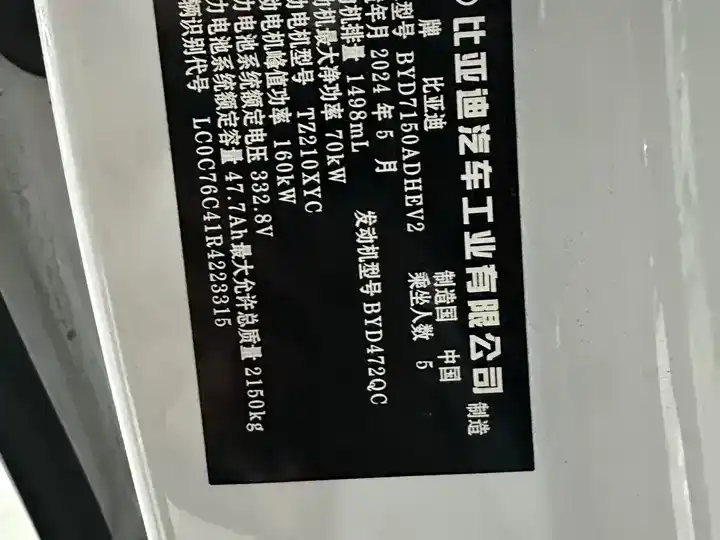 比亚迪汽车工业有限公司 制造
牌 比亚迪 制造国 中国
型号 BYD7150ADHEV2 乘坐人数 5
年月 2024 年 5 月
机排量 1498mL 发动机型号 BYD472QC
动机最大净功率 70kW
动电机型号 TZ210XYC
动电机峰值功率 160kW
力电池系统额定电压 332.8V
力电池系统额定容量 47.7Ah 最大允许总质量 2150kg
辆识别代号 LC0C76C41R4223315